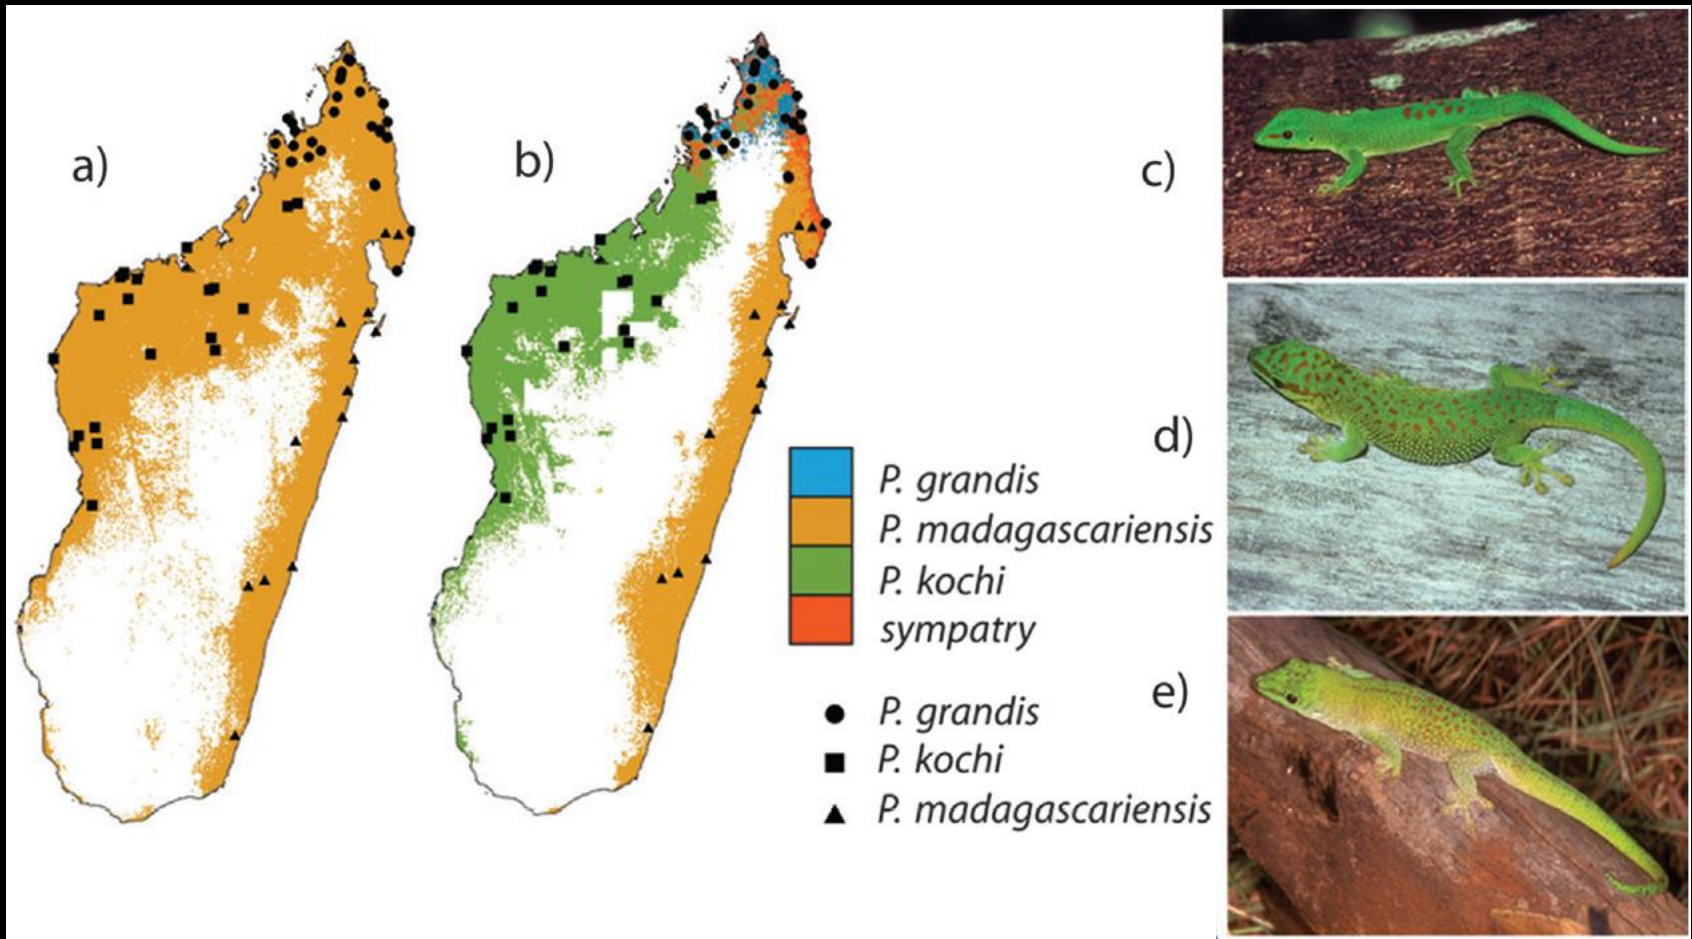 a)
b)
c)
d)
e)
P. grandis
P. madagascariensis
P. kochi
sympatry
P. grandis
P. kochi
P. madagascariensis